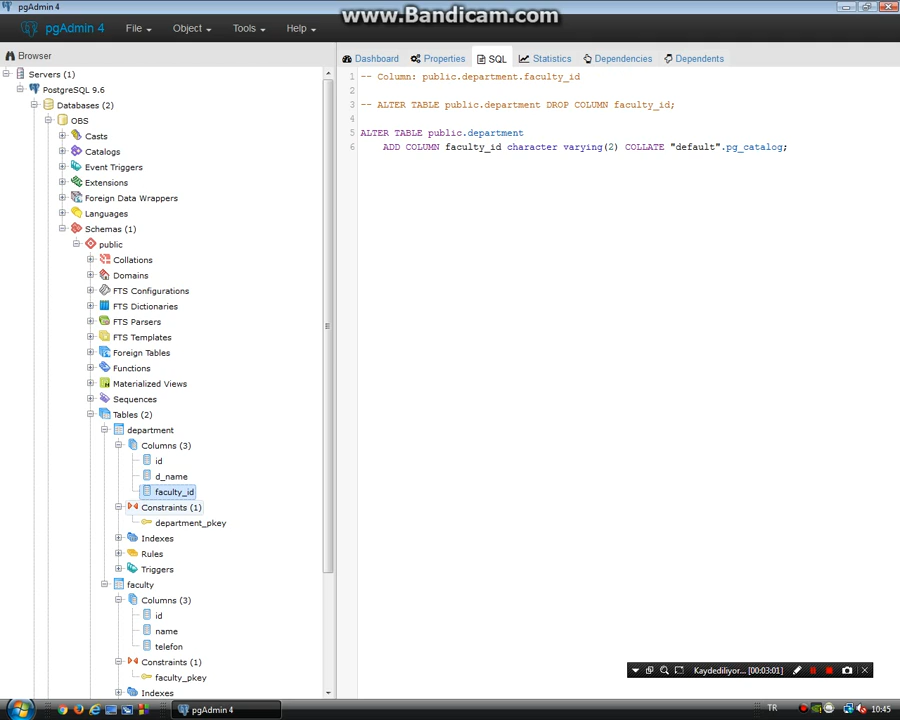 pgAdmin 4
www.Bandicam.com
pgAdmin 4 File Object Tools Help
Browser
Dashboard Properties SQL Statistics Dependencies Dependents
Servers (1)
PostgreSQL 9.6
Databases (2)
OBS
Casts
Catalogs
Event Triggers
Extensions
Foreign Data Wrappers
Languages
Schemas (1)
public
Collations
Domains
FTS Configurations
FTS Dictionaries
FTS Parsers
FTS Templates
Foreign Tables
Functions
Materialized Views
Sequences
Tables (2)
department
Columns (3)
id
d_name
faculty_id
Constraints (1)
department_pkey
Indexes
Rules
Triggers
faculty
Columns (3)
id
name
telefon
Constraints (1)
faculty_pkey
Indexes
1 -- Column: public.department.faculty_id
2
3 -- ALTER TABLE public.department DROP COLUMN faculty_id;
4
5 ALTER TABLE public.department
6 ADD COLUMN faculty_id character varying(2) COLLATE "default".pg_catalog;
Kaydediliyor... [00:03:01]
pgAdmin 4
TR
10:45